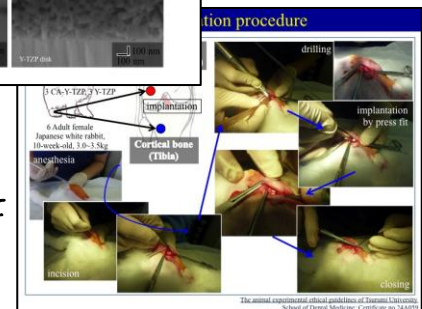 100 nm
100 nm
Y-TZP disk
tion procedure
3 CA-Y-TZP, 3 Y-TZP
implantation
6 Adult female
Japanese white rabbit,
10-week-old, 3.0~3.5kg
Cortical bone
(Tibia)
anesthesia
incision
drilling
implantation
by press fit
closing
The animal experimental ethical guidelines of Tsurumi University
School of Dental Medicine: Certificate no 24A059